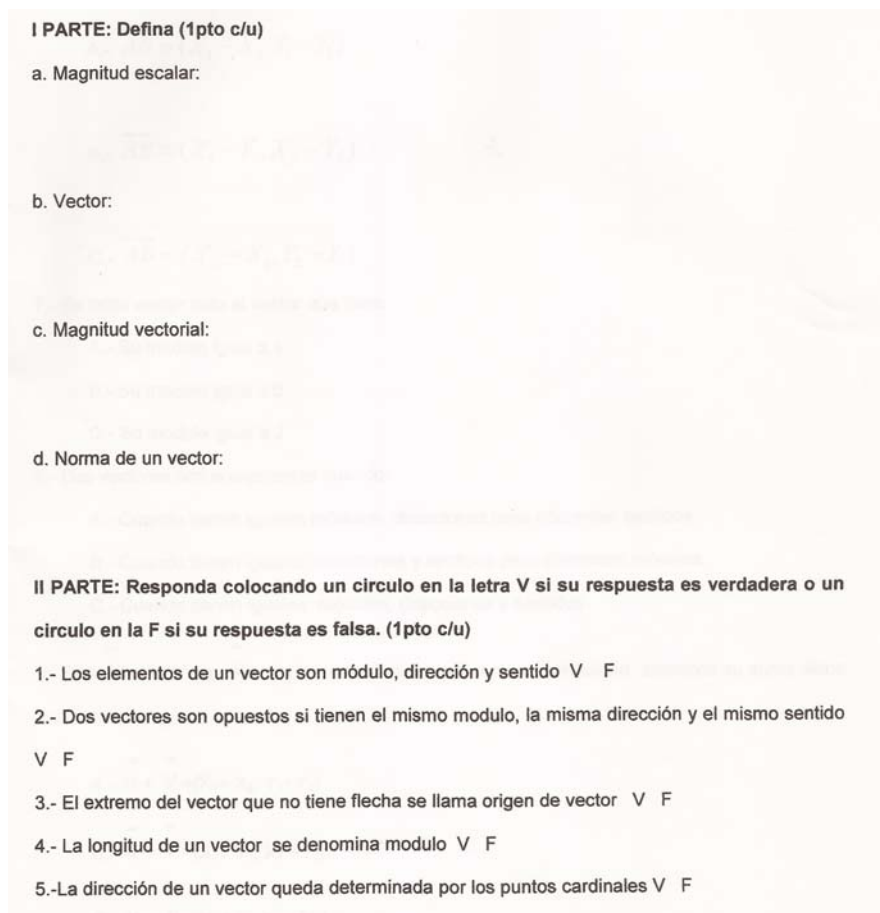 I PARTE: Defina (1pto c/u)
a. Magnitud escalar:
b. Vector:
c. Magnitud vectorial:
d. Norma de un vector:
II PARTE: Responda colocando un circulo en la letra V si su respuesta es verdadera o un
circulo en la F si su respuesta es falsa. (1pto c/u)
1.- Los elementos de un vector son módulo, dirección y sentido V F
2.- Dos vectores son opuestos si tienen el mismo modulo, la misma dirección y el mismo sentido
V F
3.- El extremo del vector que no tiene flecha se llama origen de vector V F
4.- La longitud de un vector se denomina modulo V F
5.-La dirección de un vector queda determinada por los puntos cardinales V F